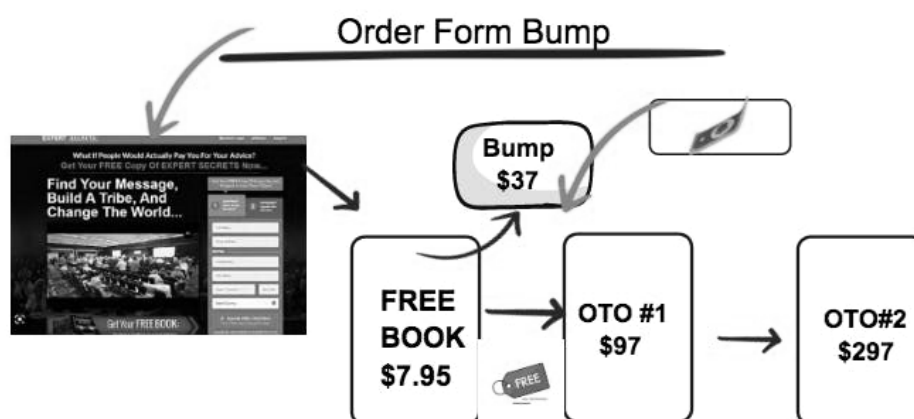 Order Form Bump
EXPERT SECRETS
What If People Would Actually Pay You For Your Advice?
Get Your FREE Copy Of EXPERT SECRETS Now...
Find Your Message,
Build A Tribe, And
Change The World...
Get Your FREE BOOK
Bump
$37
FREE
BOOK
$7.95
FREE
OTO #1
$97
OTO#2
$297